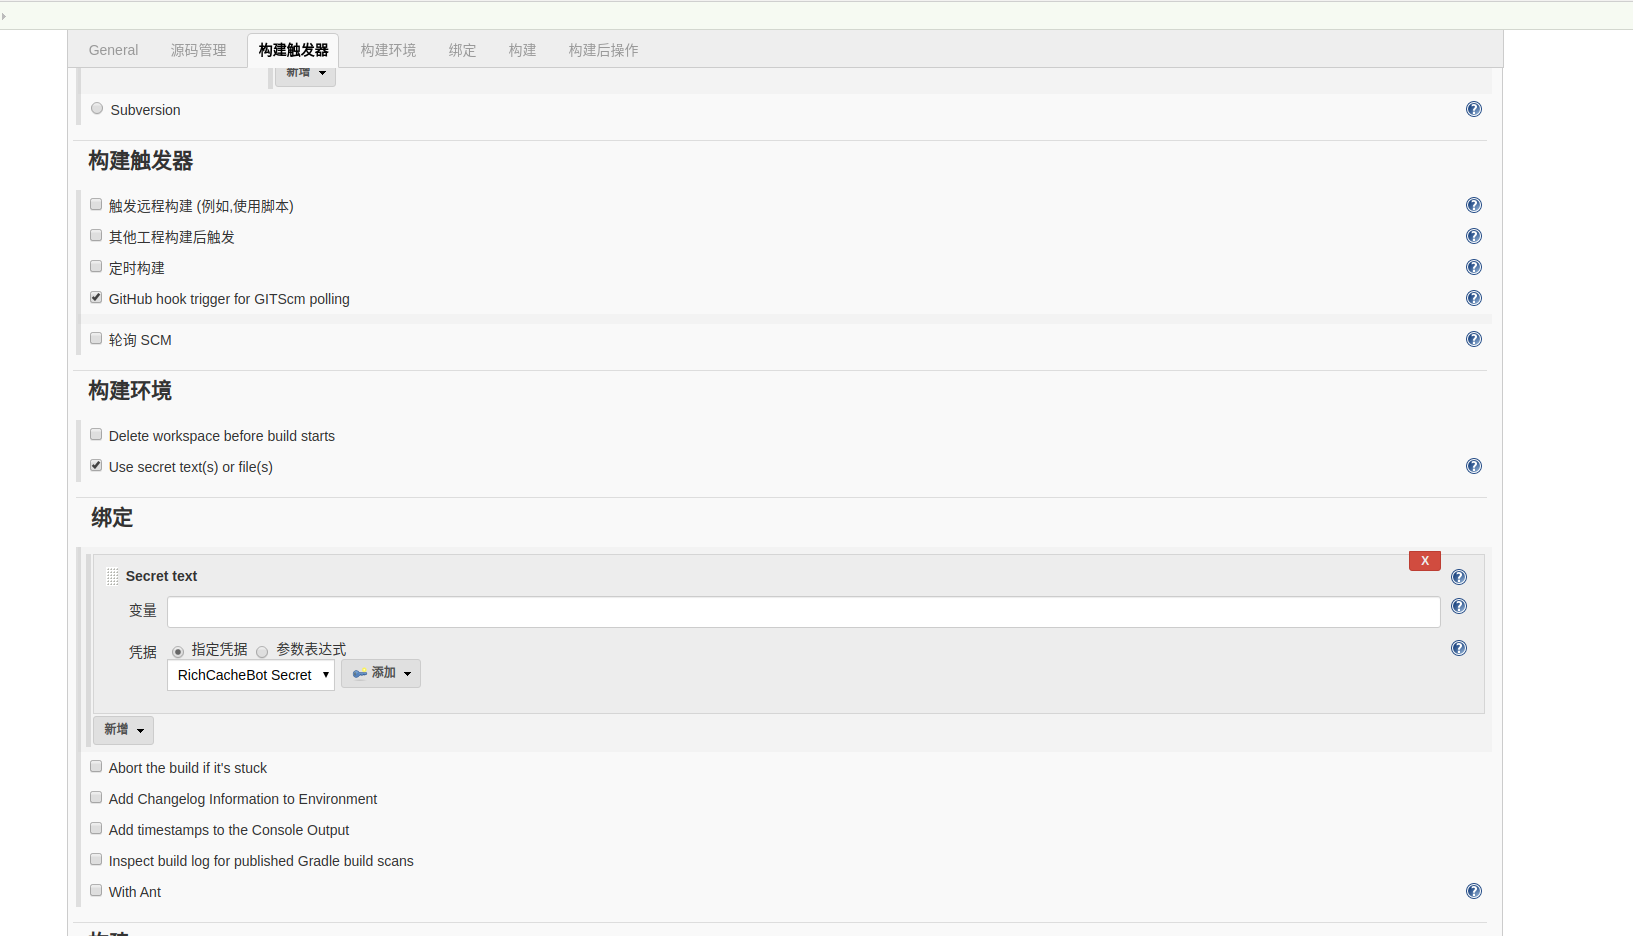 General 源码管理 构建触发器 构建环境 绑定 构建 构建后操作
新增
Subversion
构建触发器
触发远程构建 (例如,使用脚本)
其他工程构建后触发
定时构建
GitHub hook trigger for GITScm polling
轮询 SCM
构建环境
Delete workspace before build starts
Use secret text(s) or file(s)
绑定
X
Secret text
变量
凭据 指定凭据 参数表达式
RichCacheBot Secret 添加
新增
Abort the build if it's stuck
Add Changelog Information to Environment
Add timestamps to the Console Output
Inspect build log for published Gradle build scans
With Ant
构建